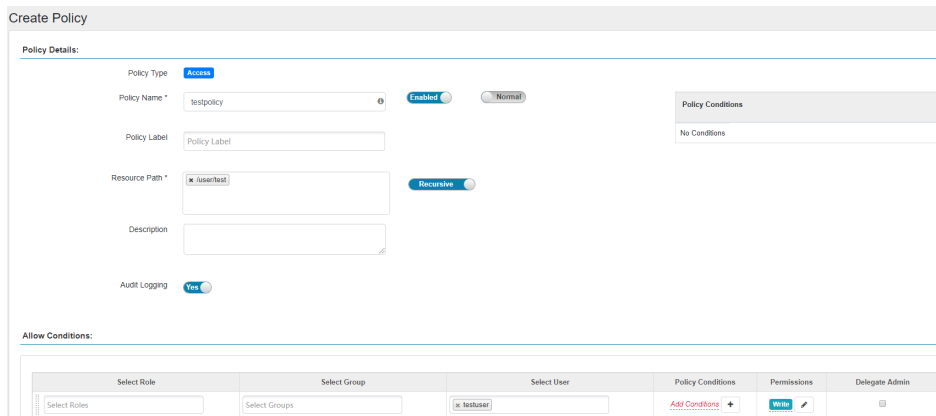 Create Policy
Policy Details:
Policy Type Access
Policy Name * testpolicy Enabled Normal
Policy Conditions
No Conditions
Policy Label Policy Label
Resource Path * × /user/test Recursive
Description
Audit Logging Yes
Allow Conditions:
Select Role Select Group Select User Policy Conditions Permissions Delegate Admin
Select Roles Select Groups × testuser Add Conditions + Write